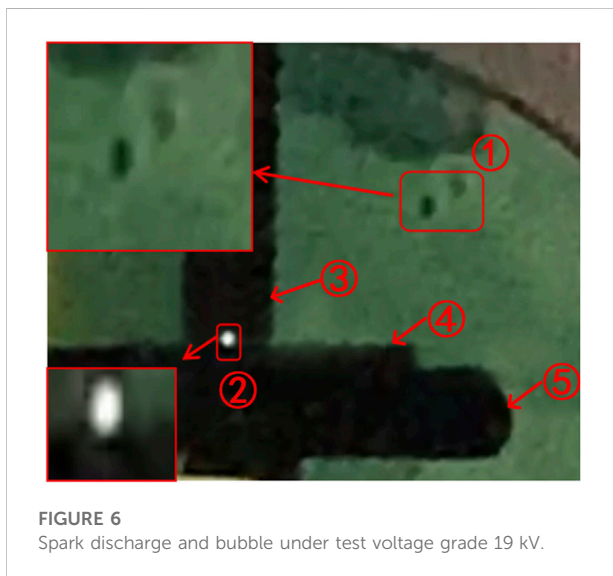 ①
③
④
②
⑤
FIGURE 6
Spark discharge and bubble under test voltage grade 19 kV.